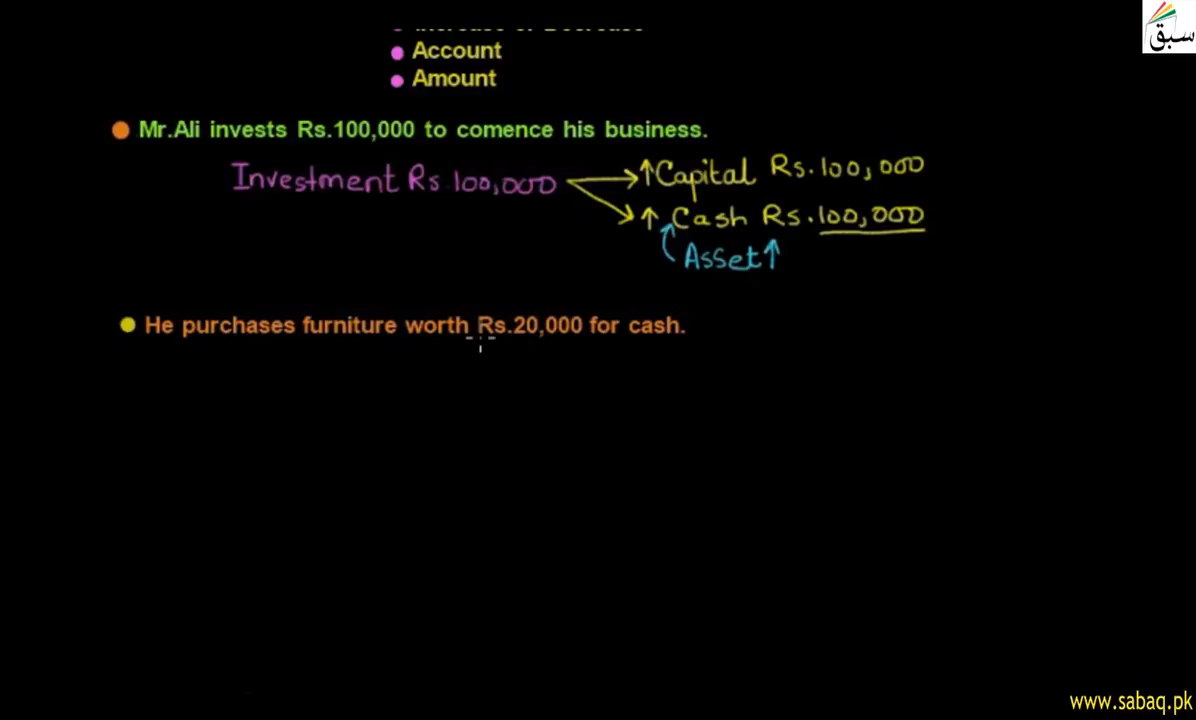 سبق
Account
Amount
Mr.Ali invests Rs.100,000 to comence his business.
Investment Rs.100,000
↑Capital Rs.100,000
↑ Cash Rs.100,000
Asset↑
He purchases furniture worth Rs.20,000 for cash.
www.sabaq.pk